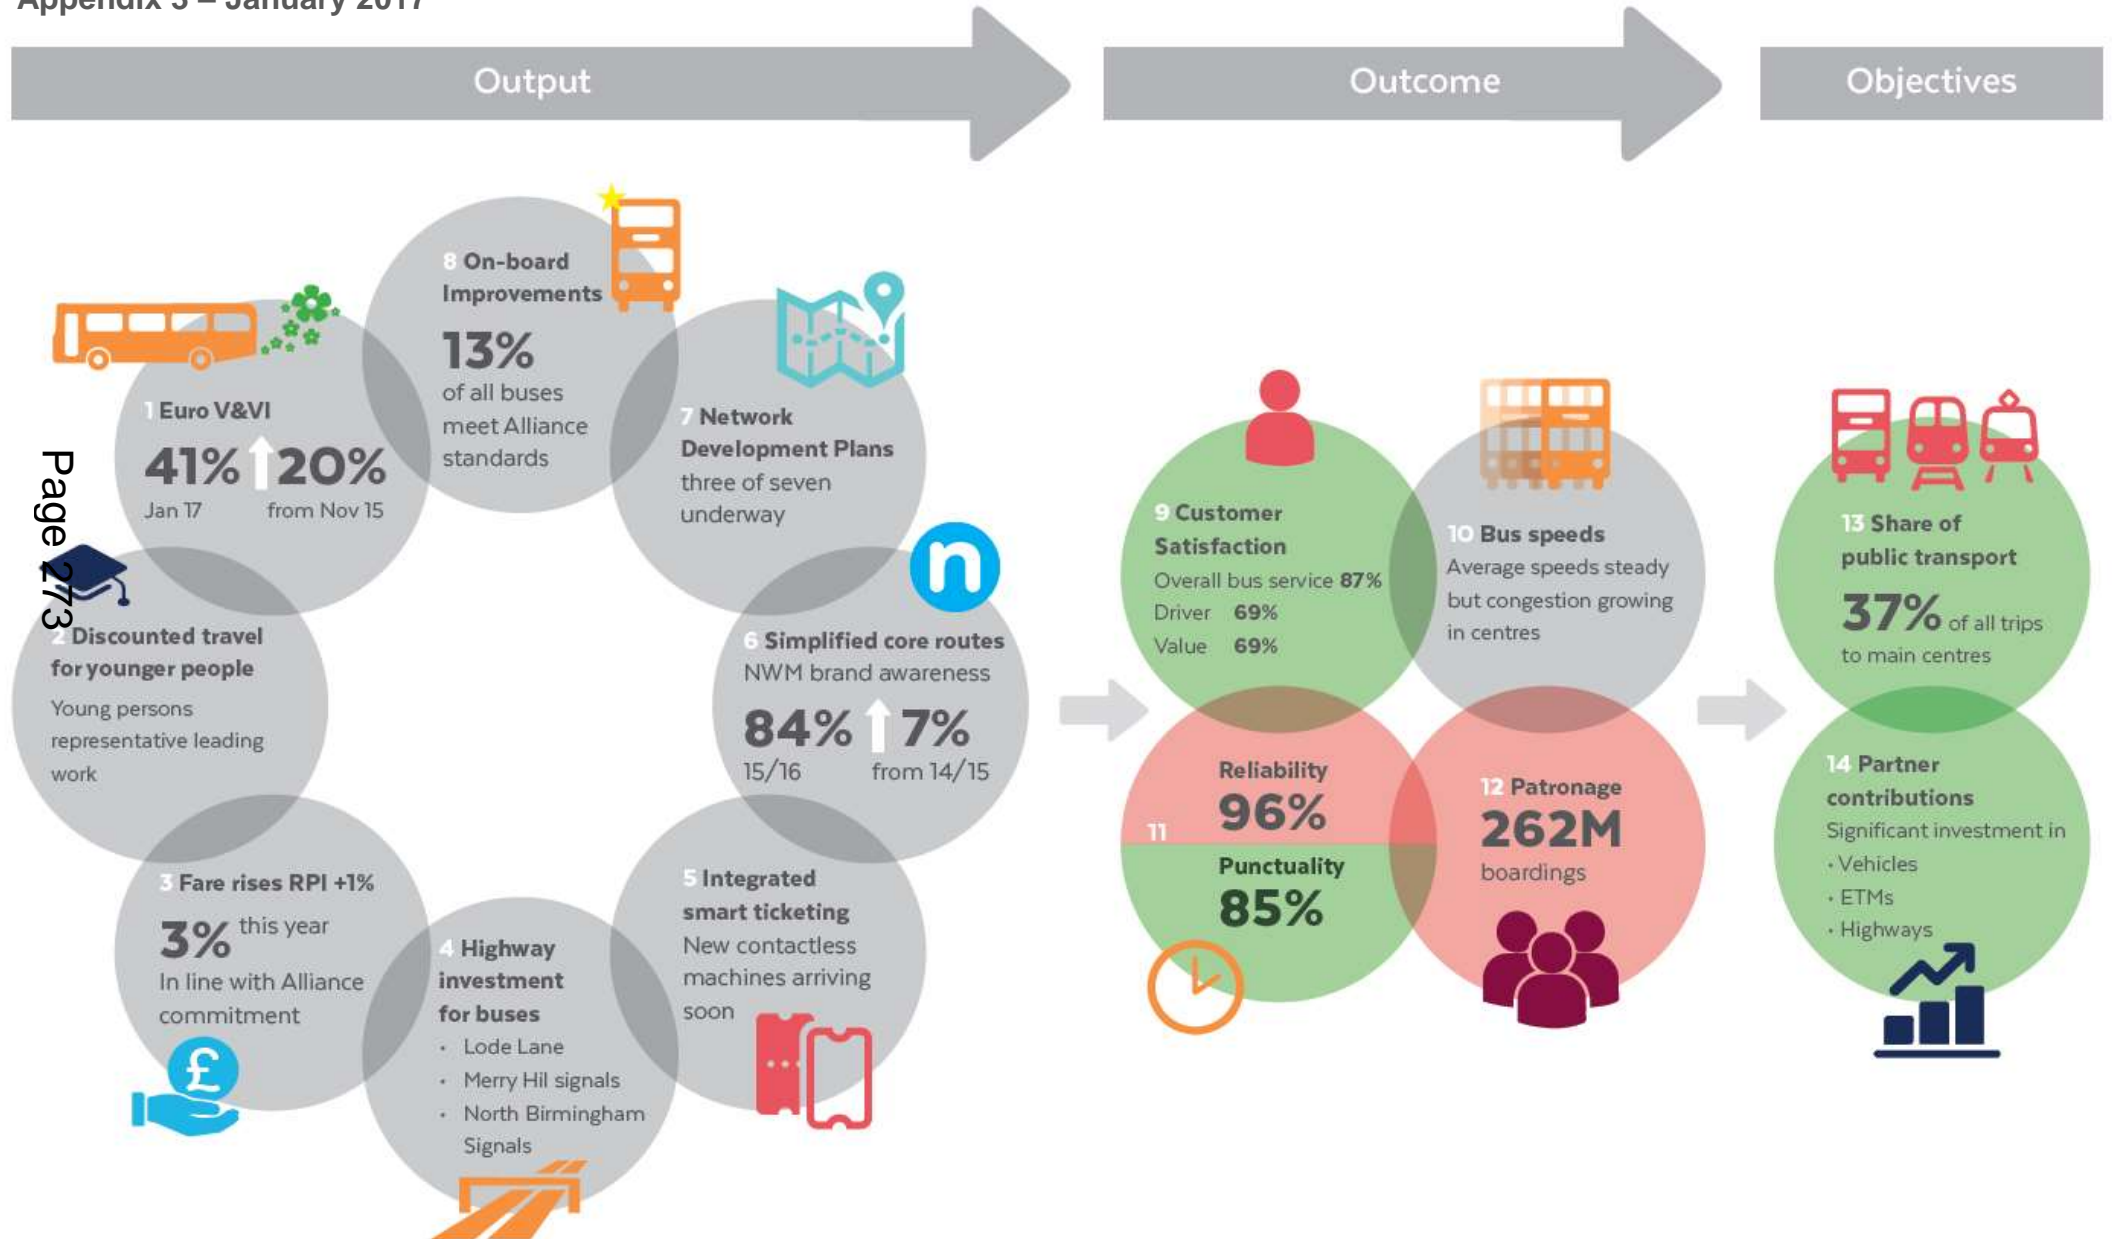 Appendix 3 – January 2017
Output
Outcome
Objectives
8 On-board
Improvements
13%
of all buses
meet Alliance
standards
1 Euro V&VI
41% 20%
Jan 17 from Nov 15
7 Network
Development Plans
three of seven
underway
Page 273
2 Discounted travel
for younger people
Young persons
representative leading
work
n
6 Simplified core routes
NWM brand awareness
84% 7%
15/16 from 14/15
3 Fare rises RPI +1%
3% this year
In line with Alliance
commitment
£
4 Highway
investment
for buses
· Lode Lane
· Merry Hil signals
· North Birmingham
Signals
5 Integrated
smart ticketing
New contactless
machines arriving
soon
9 Customer
Satisfaction
Overall bus service 87%
Driver 69%
Value 69%
10 Bus speeds
Average speeds steady
but congestion growing
in centres
11
Reliability
96%
Punctuality
85%
12 Patronage
262M
boardings
13 Share of
public transport
37% of all trips
to main centres
14 Partner
contributions
Significant investment in
· Vehicles
· ETMs
· Highways